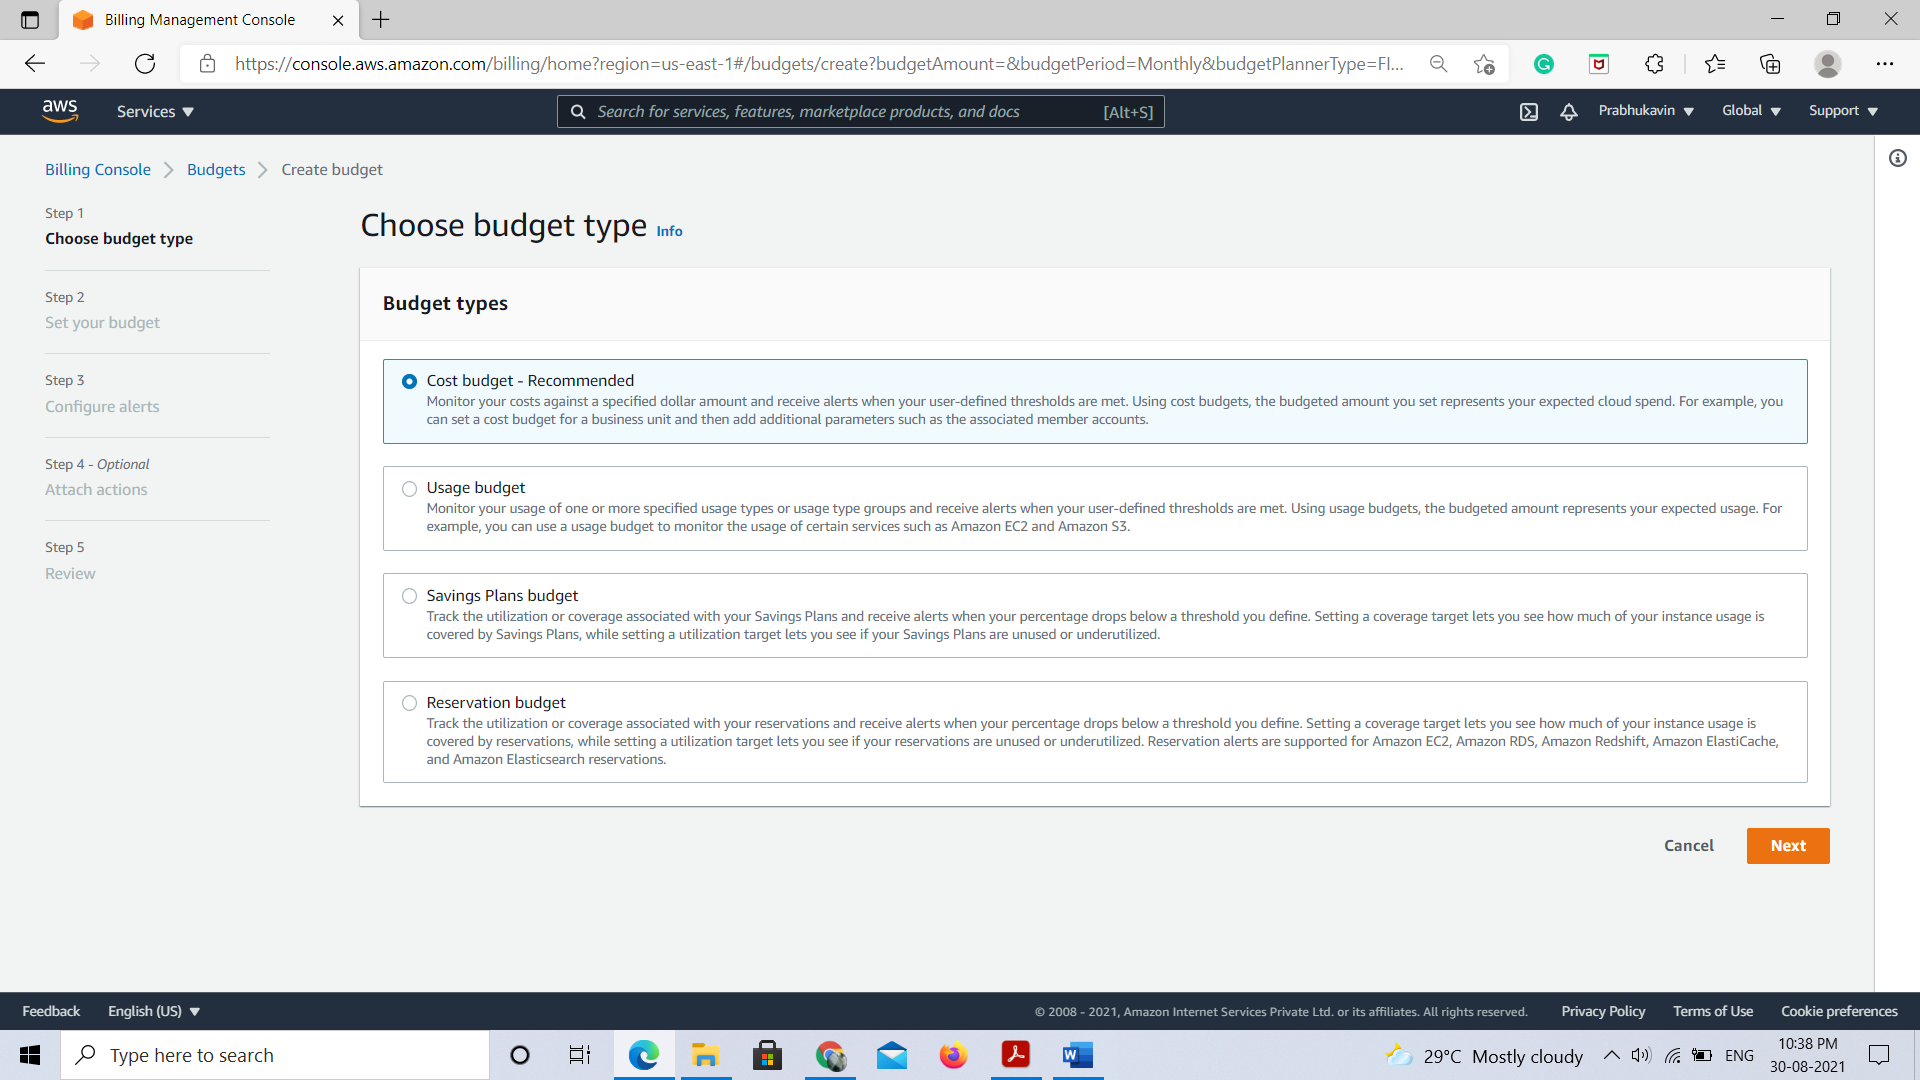 Billing Management Console
https://console.aws.amazon.com/billing/home?region=us-east-1#/budgets/create?budgetAmount=&budgetPeriod=Monthly&budgetPlannerType=FI...
aws
Services
Search for services, features, marketplace products, and docs
[Alt+S]
Prabhukavin
Global
Support
Billing Console
Budgets
Create budget
Step 1
Choose budget type
Step 2
Set your budget
Step 3
Configure alerts
Step 4 - Optional
Attach actions
Step 5
Review
Choose budget type Info
Budget types
Cost budget - Recommended
Monitor your costs against a specified dollar amount and receive alerts when your user-defined thresholds are met. Using cost budgets, the budgeted amount you set represents your expected cloud spend. For example, you
can set a cost budget for a business unit and then add additional parameters such as the associated member accounts.
Usage budget
Monitor your usage of one or more specified usage types or usage type groups and receive alerts when your user-defined thresholds are met. Using usage budgets, the budgeted amount represents your expected usage. For
example, you can use a usage budget to monitor the usage of certain services such as Amazon EC2 and Amazon S3.
Savings Plans budget
Track the utilization or coverage associated with your Savings Plans and receive alerts when your percentage drops below a threshold you define. Setting a coverage target lets you see how much of your instance usage is
covered by Savings Plans, while setting a utilization target lets you see if your Savings Plans are unused or underutilized.
Reservation budget
Track the utilization or coverage associated with your reservations and receive alerts when your percentage drops below a threshold you define. Setting a coverage target lets you see how much of your instance usage is
covered by reservations, while setting a utilization target lets you see if your reservations are unused or underutilized. Reservation alerts are supported for Amazon EC2, Amazon RDS, Amazon Redshift, Amazon ElastiCache,
and Amazon Elasticsearch reservations.
Cancel
Next
Feedback
English (US)
© 2008 - 2021, Amazon Internet Services Private Ltd. or its affiliates. All rights reserved.
Privacy Policy
Terms of Use
Cookie preferences
Type here to search
29°C Mostly cloudy
ENG
10:38 PM
30-08-2021